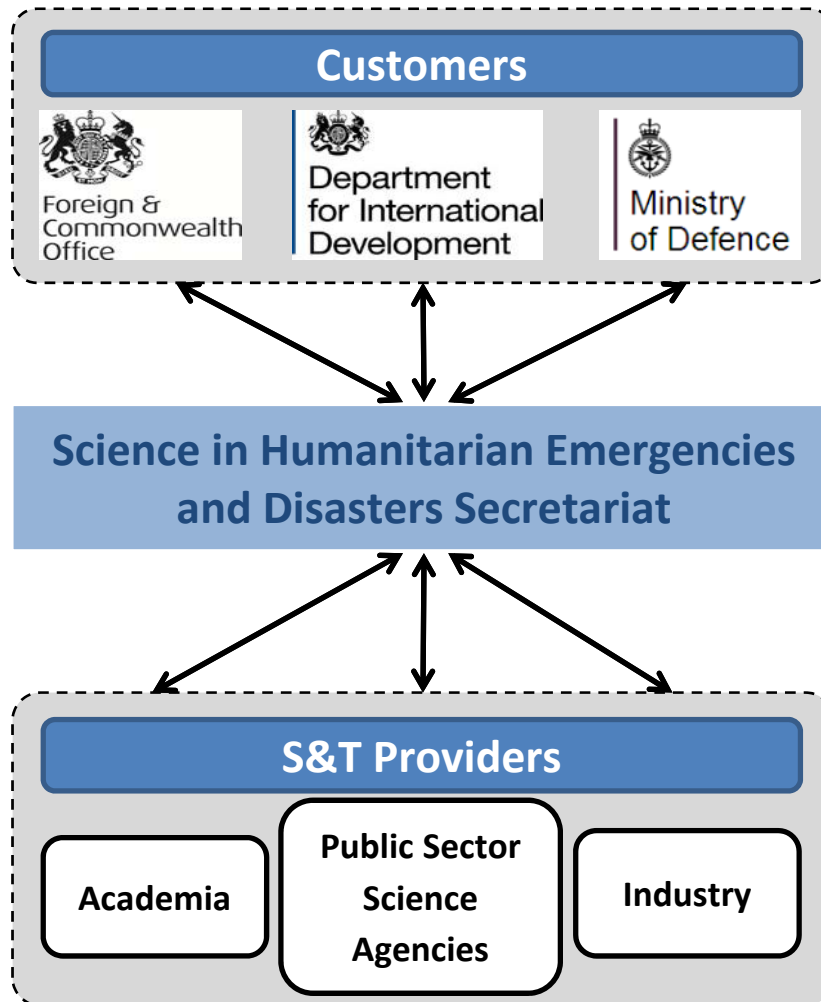 Customers
Foreign &
Commonwealth
Office
Department
for International
Development
Ministry
of Defence
Science in Humanitarian Emergencies
and Disasters Secretariat
S&T Providers
Academia
Public Sector
Science
Agencies
Industry